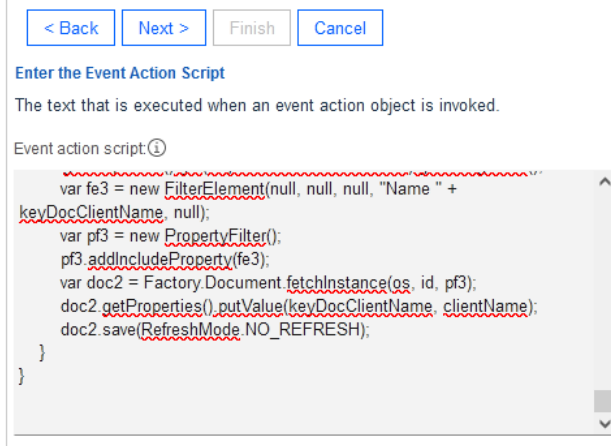 < Back Next > Finish Cancel
Enter the Event Action Script
The text that is executed when an event action object is invoked.
Event action script:
var fe3 = new FilterElement(null, null, null, "Name " +
keyDocClientName, null);
var pf3 = new PropertyFilter();
pf3.addIncludeProperty(fe3);
var doc2 = Factory.Document.fetchInstance(os, id, pf3);
doc2.getProperties().putValue(keyDocClientName, clientName);
doc2.save(RefreshMode.NO_REFRESH);
}
}